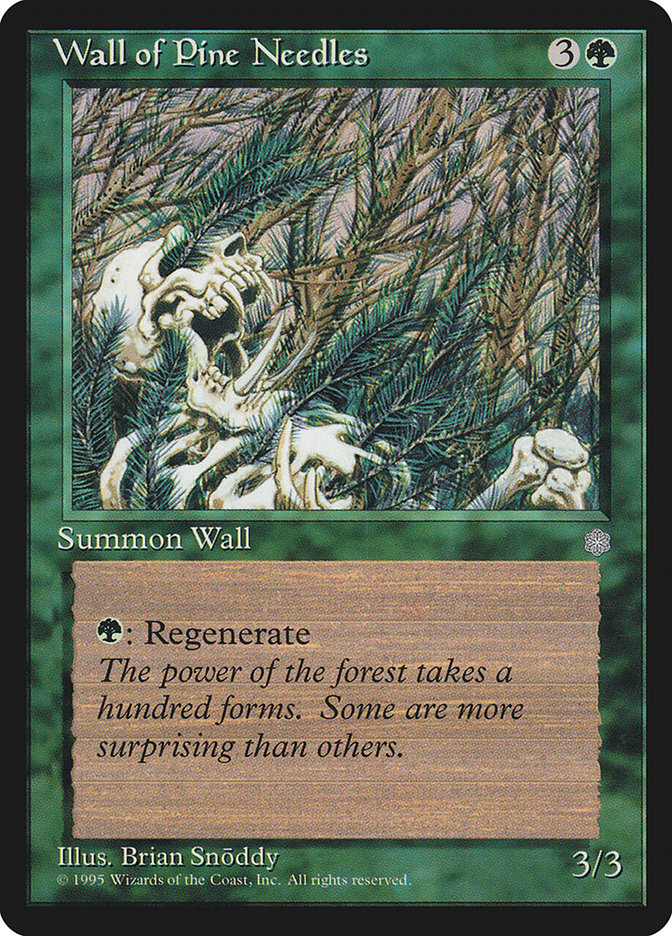 Wall of Pine Needles 3
Summon Wall
: Regenerate
The power of the forest takes a
hundred forms. Some are more
surprising than others.
Illus. Brian Snōddy
3/3
© 1995 Wizards of the Coast, Inc. All rights reserved.